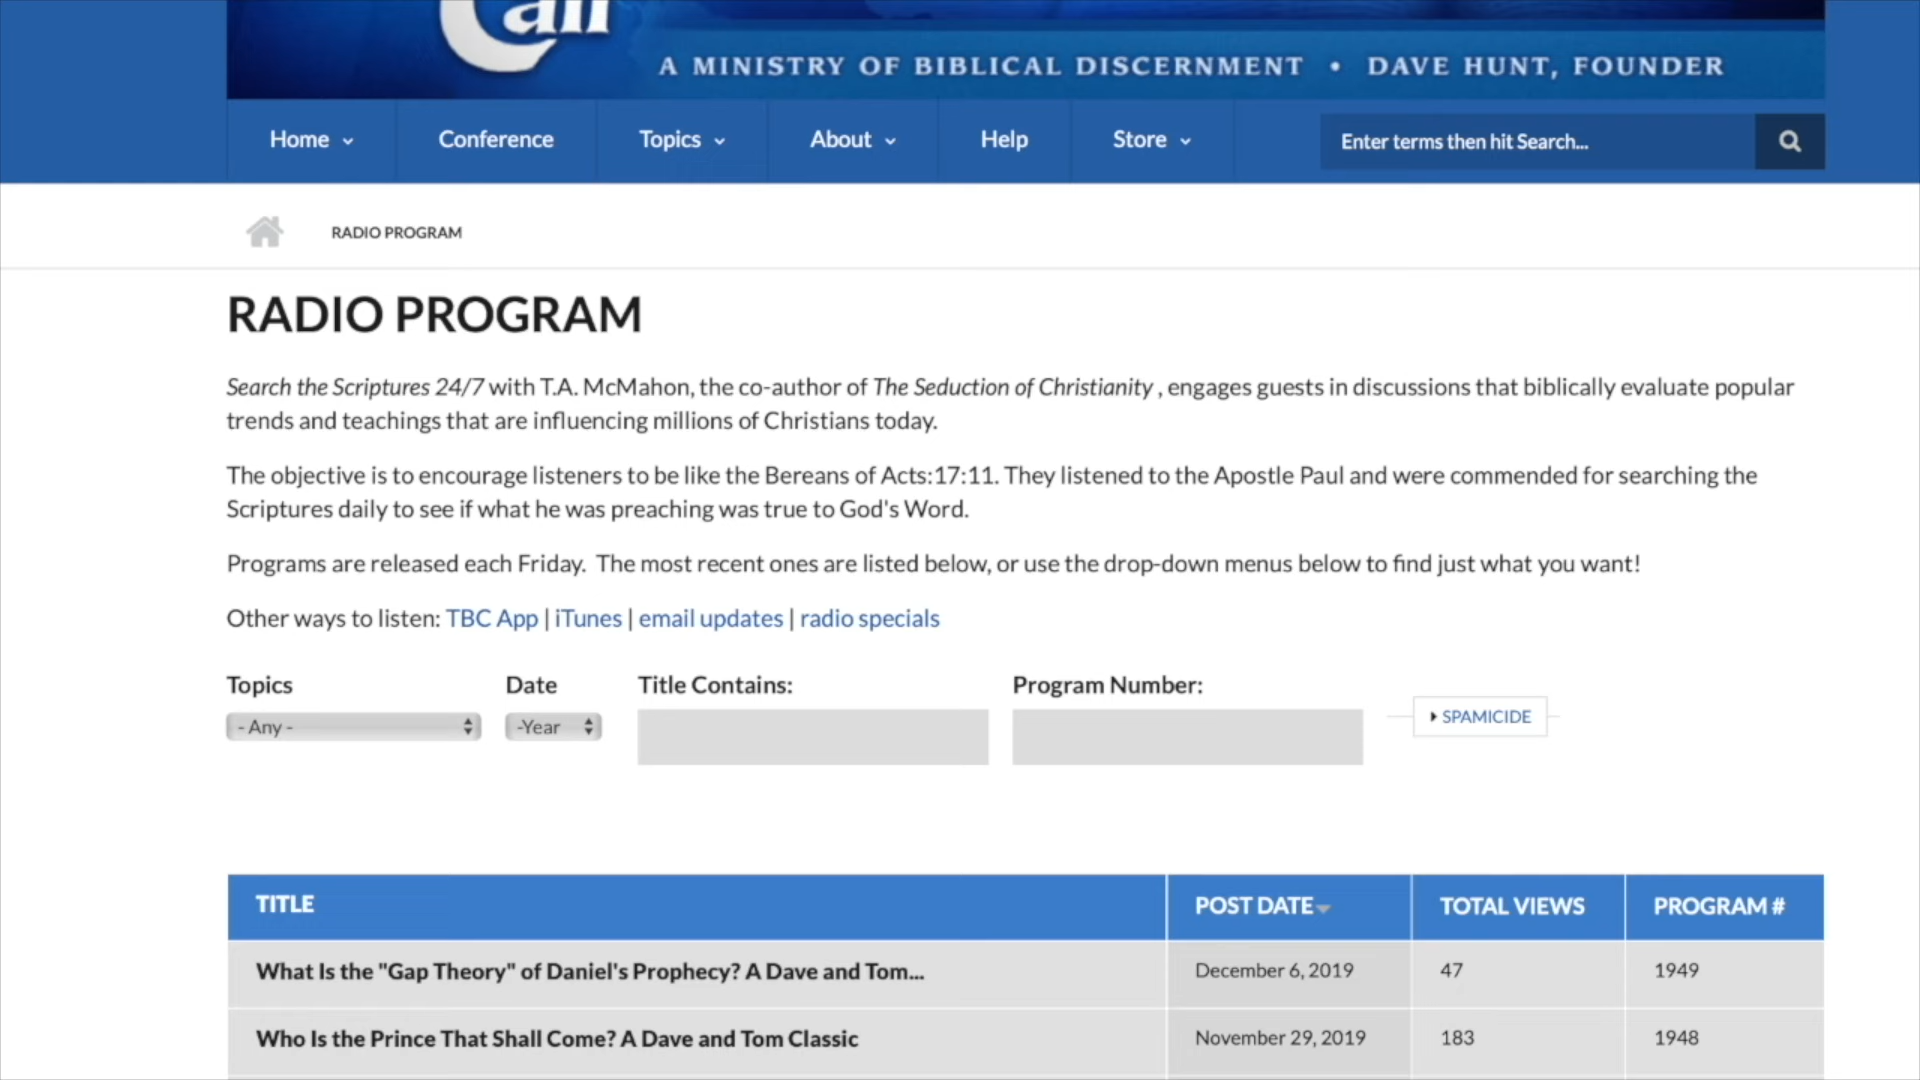 Call
A MINISTRY OF BIBLICAL DISCERNMENT • DAVE HUNT, FOUNDER
Home Conference Topics About Help Store Enter terms then hit Search...
RADIO PROGRAM
RADIO PROGRAM
Search the Scriptures 24/7 with T.A. McMahon, the co-author of The Seduction of Christianity , engages guests in discussions that biblically evaluate popular
trends and teachings that are influencing millions of Christians today.
The objective is to encourage listeners to be like the Bereans of Acts:17:11. They listened to the Apostle Paul and were commended for searching the
Scriptures daily to see if what he was preaching was true to God's Word.
Programs are released each Friday. The most recent ones are listed below, or use the drop-down menus below to find just what you want!
Other ways to listen: TBC App | iTunes | email updates | radio specials
Topics Date Title Contains: Program Number:
- Any - -Year SPAMICIDE
TITLE POST DATE TOTAL VIEWS PROGRAM #
What Is the "Gap Theory" of Daniel's Prophecy? A Dave and Tom... December 6, 2019 47 1949
Who Is the Prince That Shall Come? A Dave and Tom Classic November 29, 2019 183 1948